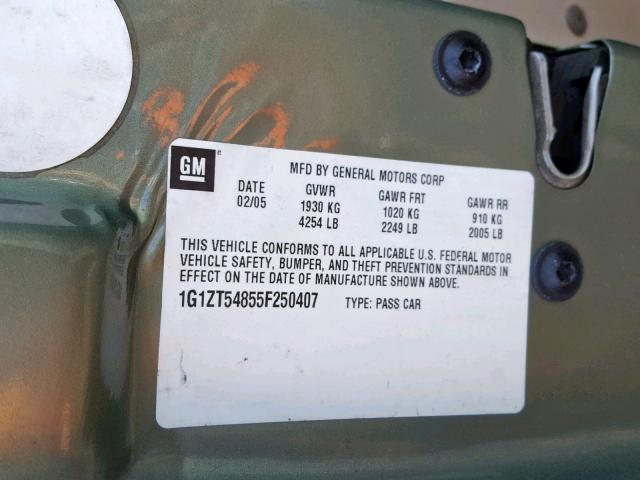 GM
MFD BY GENERAL MOTORS CORP
DATE GVWR GAWR FRT GAWR RR
02/05 1930 KG 1020 KG 910 KG
4254 LB 2249 LB 2005 LB
THIS VEHICLE CONFORMS TO ALL APPLICABLE U.S. FEDERAL MOTOR
VEHICLE SAFETY, BUMPER, AND THEFT PREVENTION STANDARDS IN
EFFECT ON THE DATE OF MANUFACTURE SHOWN ABOVE.
1G1ZT54855F250407 TYPE: PASS CAR